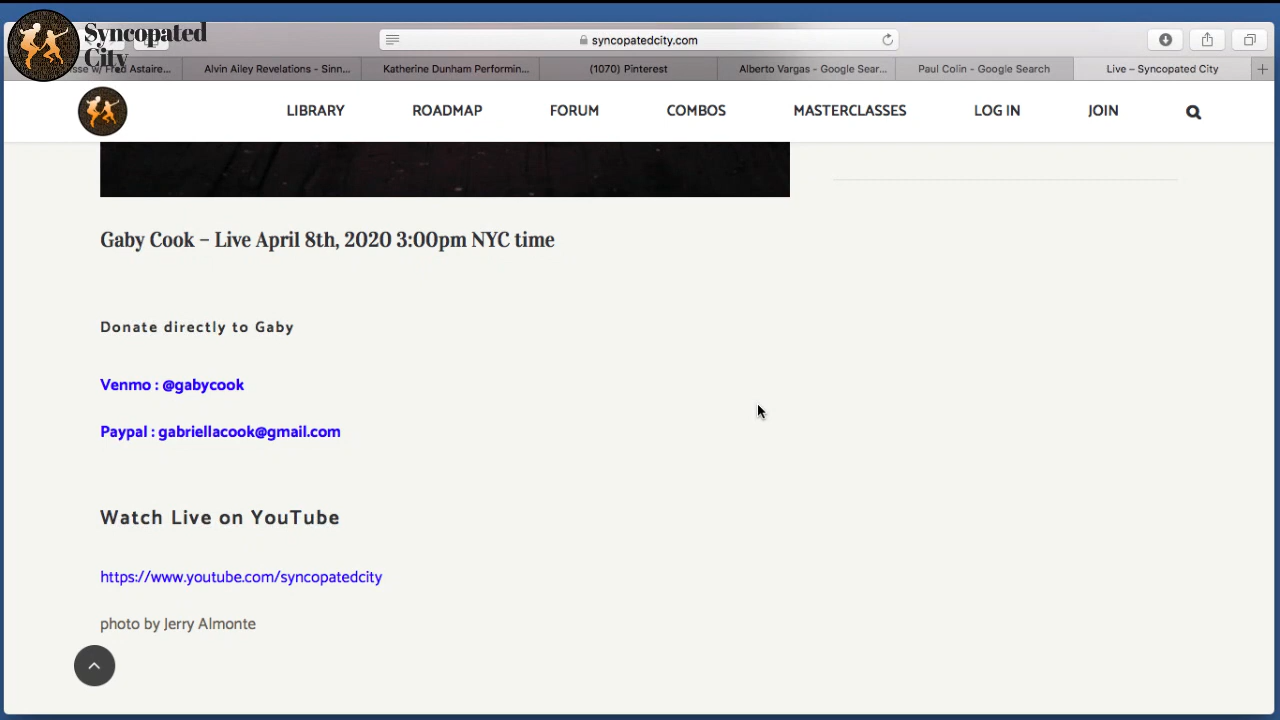 Syncopated
City
syncopatedcity.com
sse w/ Fred Astaire...
Alvin Ailey Revelations - Sinn...
Katherine Dunham Performin...
(1070) Pinterest
Alberto Vargas - Google Sear...
Paul Colin - Google Search
Live – Syncopated City
LIBRARY
ROADMAP
FORUM
COMBOS
MASTERCLASSES
LOG IN
JOIN
Gaby Cook – Live April 8th, 2020 3:00pm NYC time
Donate directly to Gaby
Venmo : @gabycook
Paypal : gabriellacook@gmail.com
Watch Live on YouTube
https://www.youtube.com/syncopatedcity
photo by Jerry Almonte